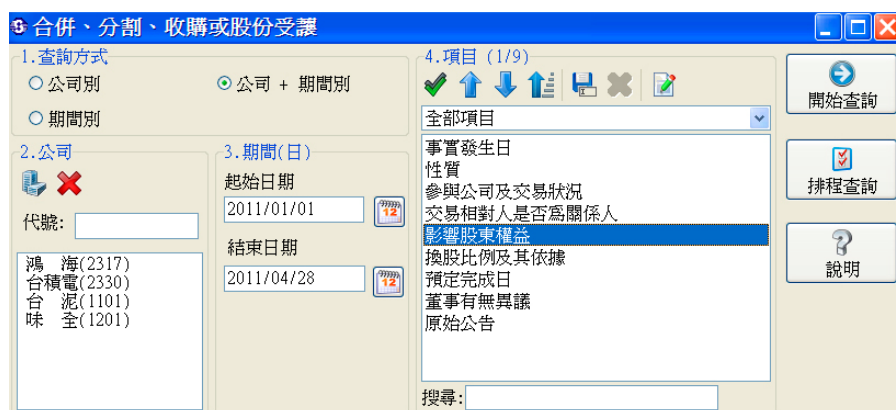 合併、分割、收購或股份受讓
1.查詢方式
公司別
公司 + 期間別
期間別
2.公司
代號:
鴻　海(2317)
台積電(2330)
台　泥(1101)
味　全(1201)
3.期間(日)
起始日期
2011/01/01
12
結束日期
2011/04/28
12
4.項目 (1/9)
全部項目
事實發生日
性質
參與公司及交易狀況
交易相對人是否為關係人
影響股東權益
換股比例及其依據
預定完成日
董事有無異議
原始公告
搜尋:
開始查詢
排程查詢
說明